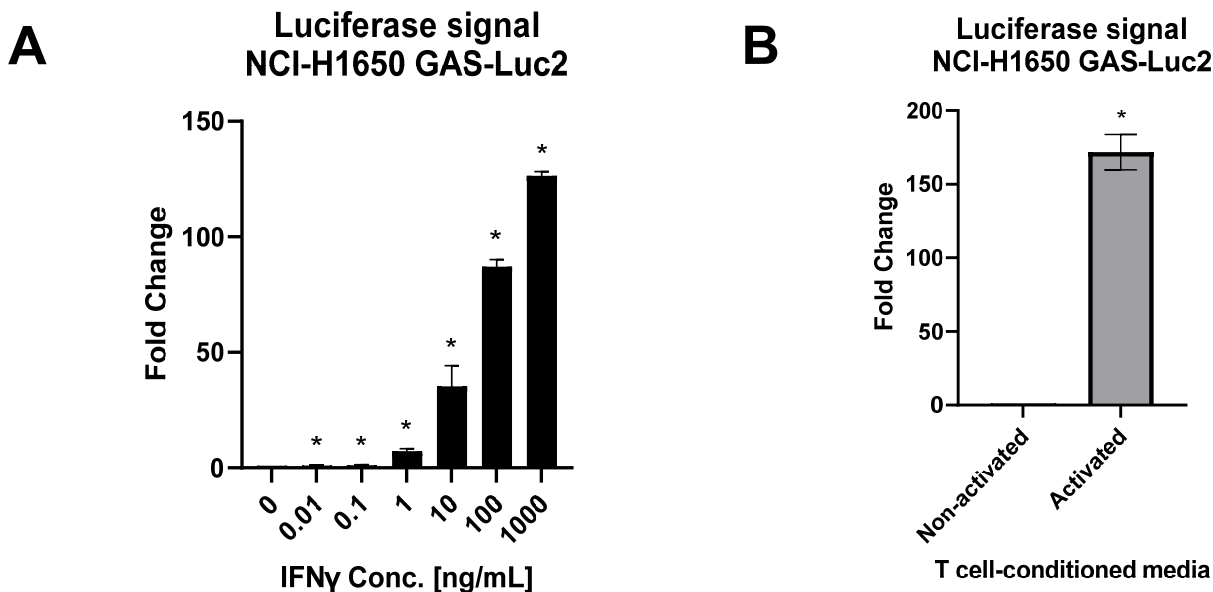 A
Luciferase signal
NCI-H1650 GAS-Luc2
Fold Change
150
100
50
0
*
*
*
*
*
*
0
0.01
0.1
1
10
100
1000
IFNγ Conc. [ng/mL]
B
Luciferase signal
NCI-H1650 GAS-Luc2
Fold Change
200
150
100
50
0
*
Non-activated
Activated
T cell-conditioned media